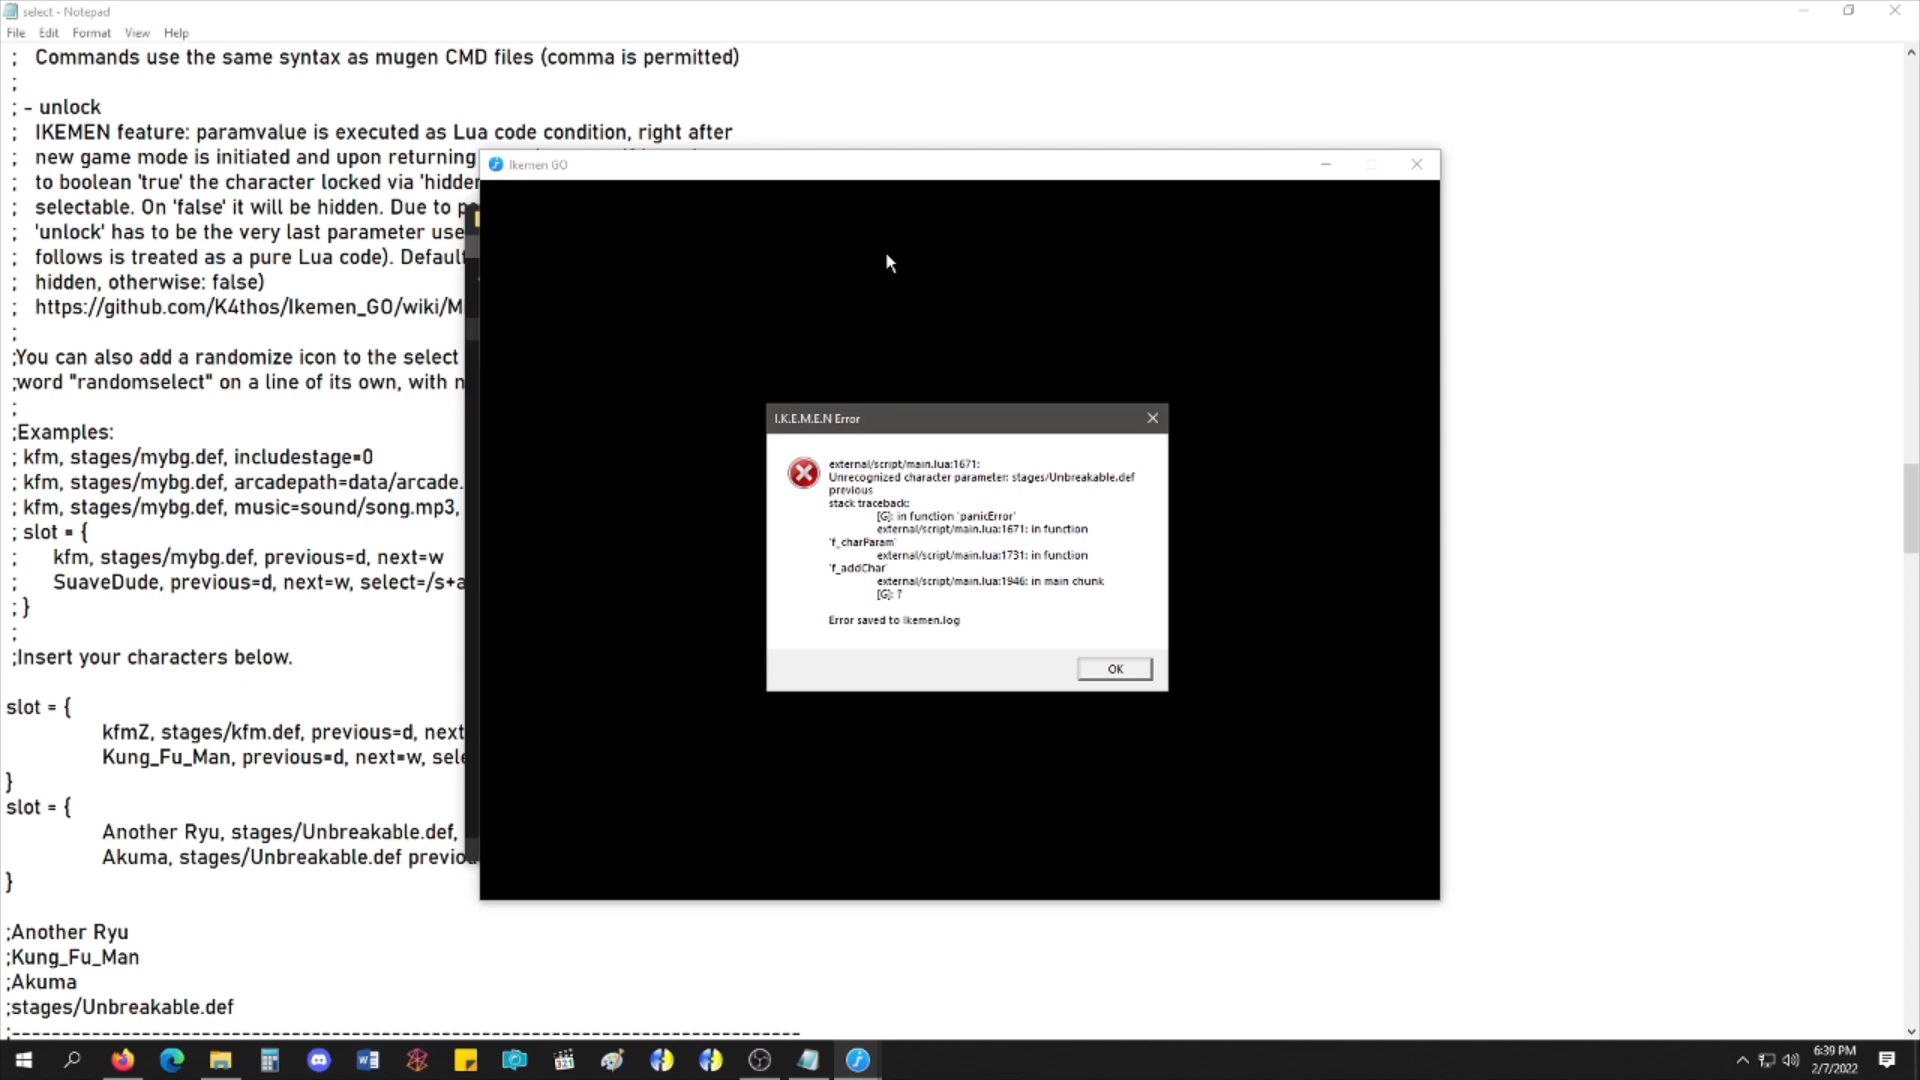 select - Notepad
File Edit Format View Help
; Commands use the same syntax as mugen CMD files (comma is permitted)
;
; - unlock
; IKEMEN feature: paramvalue is executed as Lua code condition, right after
; new game mode is initiated and upon returning
; to boolean 'true' the character locked via 'hidden
; selectable. On 'false' it will be hidden. Due to
; 'unlock' has to be the very last parameter use
; follows is treated as a pure Lua code). Default
; hidden, otherwise: false)
; https://github.com/K4thos/Ikemen_GO/wiki/M
;
;You can also add a randomize icon to the select
;word "randomselect" on a line of its own, with n
;
;Examples:
; kfm, stages/mybg.def, includestage=0
; kfm, stages/mybg.def, arcadepath=data/arcade.
; kfm, stages/mybg.def, music=sound/song.mp3,
; slot = {
; kfm, stages/mybg.def, previous=d, next=w
; SuaveDude, previous=d, next=w, select=/s+a
; }
;
;Insert your characters below.
slot = {
kfmZ, stages/kfm.def, previous=d, next
Kung_Fu_Man, previous=d, next=w, sele
}
slot = {
Another Ryu, stages/Unbreakable.def,
Akuma, stages/Unbreakable.def previou
}
;Another Ryu
;Kung_Fu_Man
;Akuma
;stages/Unbreakable.def
;-----------------------------------------------------------------------
Ikemen GO
I.K.E.M.E.N Error
external/script/main.lua:1671:
Unrecognized character parameter: stages/Unbreakable.def
previous
stack traceback:
[G]: in function 'panicError'
external/script/main.lua:1671: in function
'f_charParam'
external/script/main.lua:1731: in function
'f_addChar'
external/script/main.lua:1946: in main chunk
[G]: ?
Error saved to Ikemen.log
OK
6:39 PM
2/7/2022